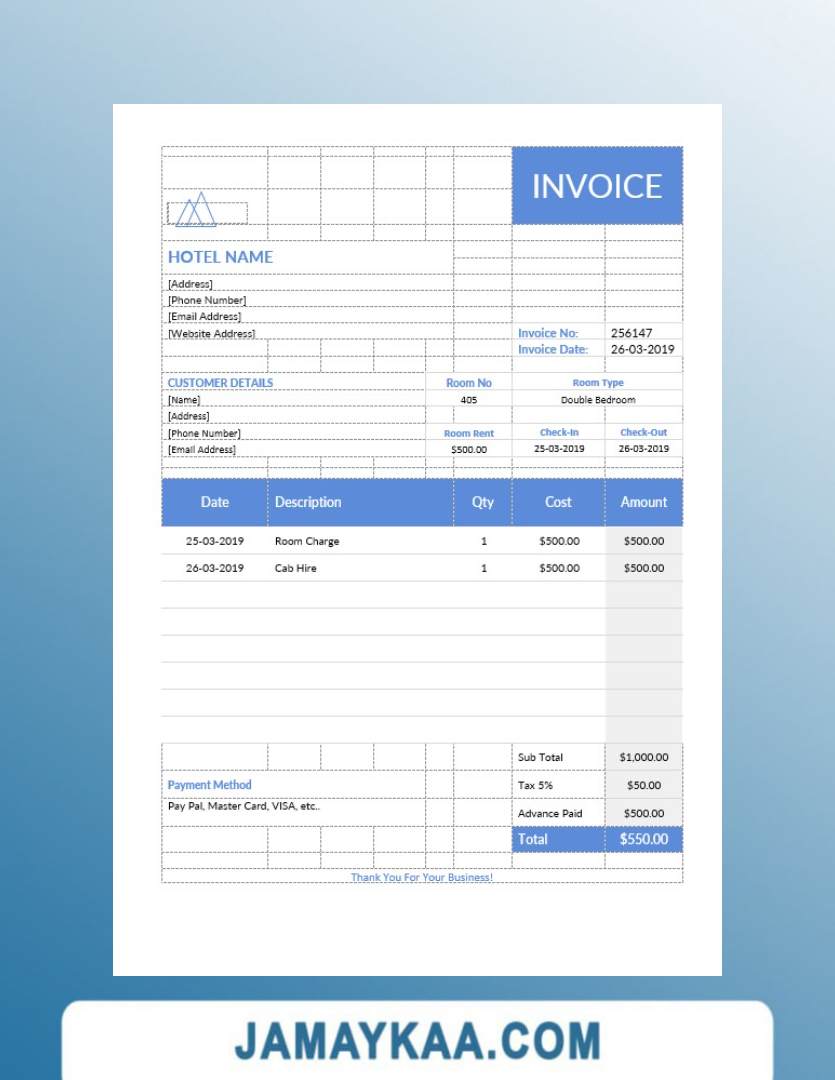 INVOICE
HOTEL NAME
[Address]
[Phone Number]
[Email Address]
[Website Address]
Invoice No: 256147
Invoice Date: 26-03-2019
CUSTOMER DETAILS Room No Room Type
[Name] 405 Double Bedroom
[Address]
[Phone Number] Room Rent Check-In Check-Out
[Email Address] $500.00 25-03-2019 26-03-2019
Date Description Qty Cost Amount
25-03-2019 Room Charge 1 $500.00 $500.00
26-03-2019 Cab Hire 1 $500.00 $500.00
Sub Total $1,000.00
Payment Method Tax 5% $50.00
Pay Pal, Master Card, VISA, etc..
Advance Paid $500.00
Total $550.00
Thank You For Your Business!
JAMAYKAA.COM